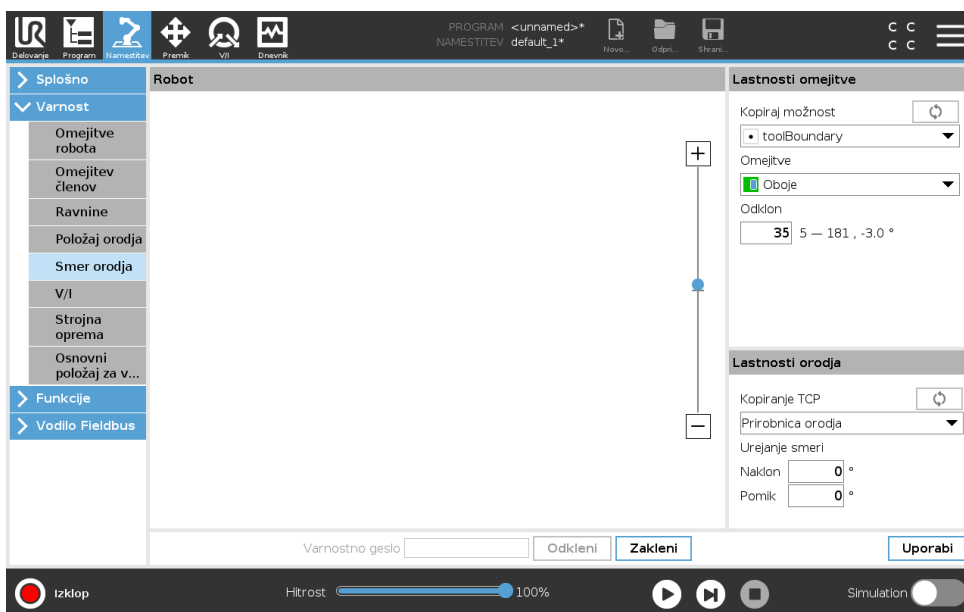 PROGRAM <unnamed>*
NAMESTITEV default_1*
Delovanje Program Namestitev Premik V/I Dnevnik Novo... Odpri... Shrani...
C C
C C
Splošno
Varnost
Omejitve
robota
Omejitev
členov
Ravnine
Položaj orodja
Smer orodja
V/I
Strojna
oprema
Osnovni
položaj za v...
Funkcije
Vodilo Fieldbus
Robot
Lastnosti omejitve
Kopiraj možnost
toolBoundary
Omejitve
Oboje
Odklon
35 5 — 181 , -3.0 °
Lastnosti orodja
Kopiranje TCP
Prirobnica orodja
Urejanje smeri
Naklon 0 °
Pomik 0 °
Varnostno geslo Odkleni Zakleni Uporabi
Izklop Hitrost 100% Simulation